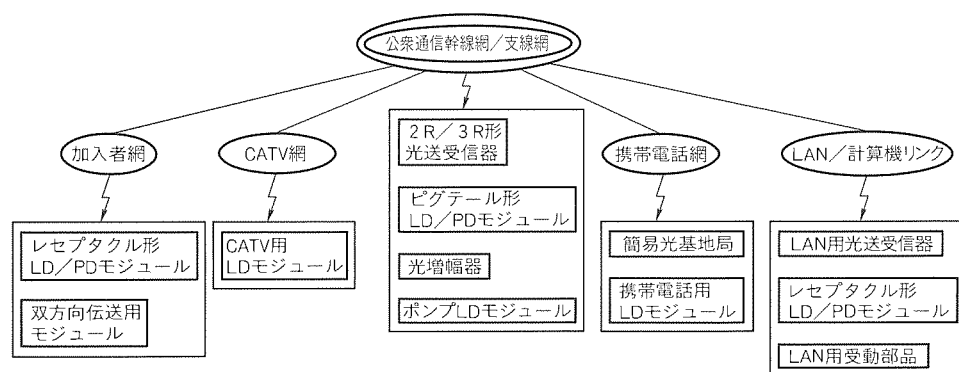 公衆通信幹線網／支線網
加入者網
CATV網
携帯電話網
LAN／計算機リンク
レセプタクル形
LD／PDモジュール
双方向伝送用
モジュール
CATV用
LDモジュール
2R／3R形
光送受信器
ピグテール形
LD／PDモジュール
光増幅器
ポンプLDモジュール
簡易光基地局
携帯電話用
LDモジュール
LAN用光送受信器
レセプタクル形
LD／PDモジュール
LAN用受動部品